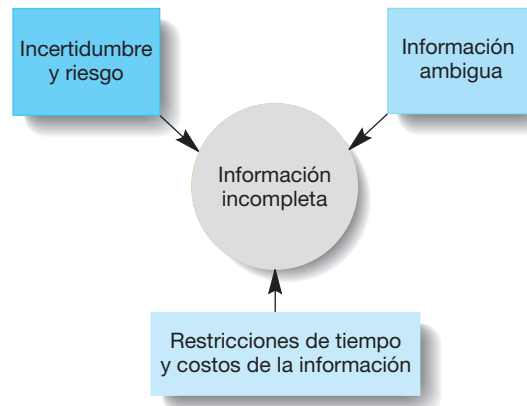 Incertidumbre
y riesgo
Información
ambigua
Información
incompleta
Restricciones de tiempo
y costos de la información